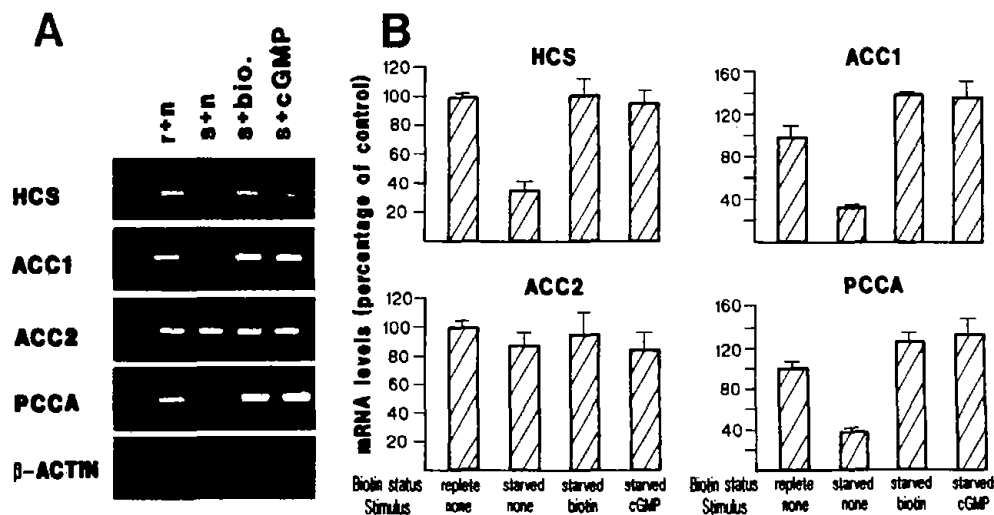 A
r+n
s+n
s+bio.
s+cGMP
HCS
ACC1
ACC2
PCCA
β-ACTIN
B
mRNA levels (percentage of control)
HCS
120
100
80
60
40
20
ACC1
160
120
80
40
ACC2
120
100
80
60
40
20
PCCA
160
120
80
40
Biotin status replete starved starved starved
Stimulus none none biotin cGMP
Biotin status replete starved starved starved
Stimulus none none biotin cGMP